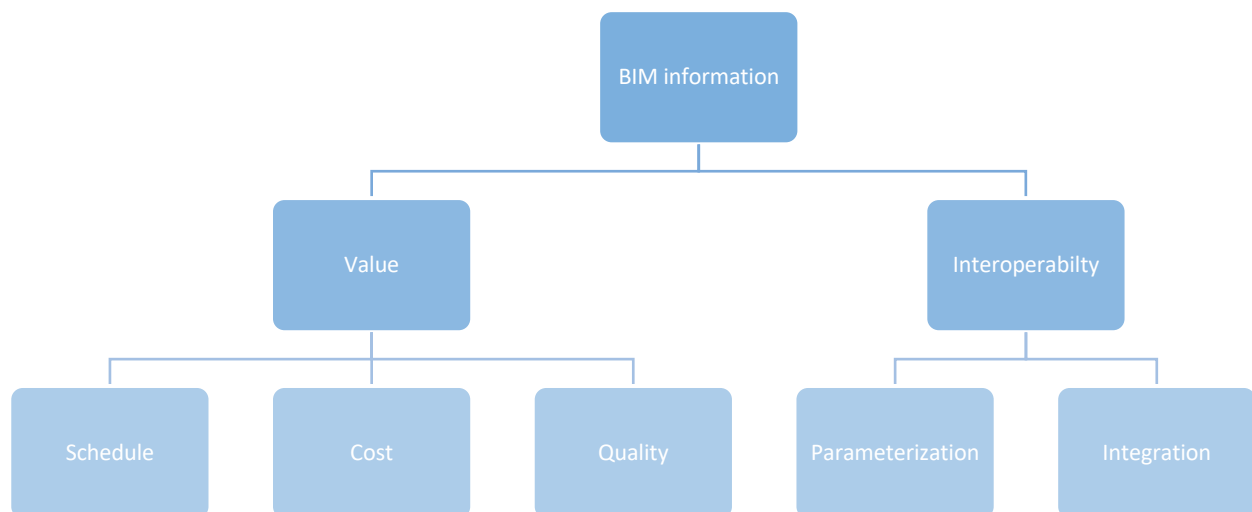 BIM information
Value
Interoperabilty
Schedule
Cost
Quality
Parameterization
Integration